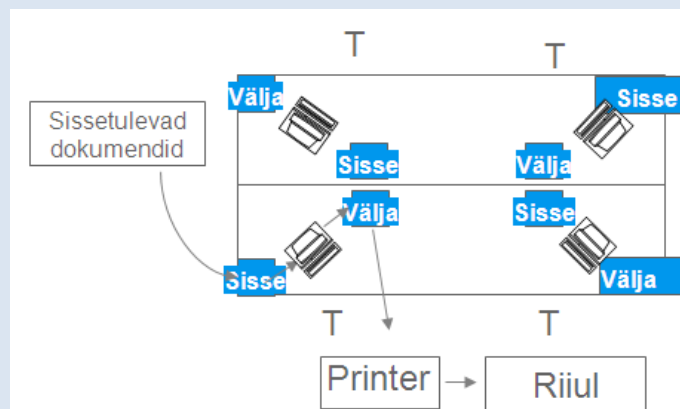 T
T
Välja
Sisse
Sissetulevad
dokumendid
Sisse
Välja
Välja
Sisse
Sisse
Välja
T
T
Printer
Riiul